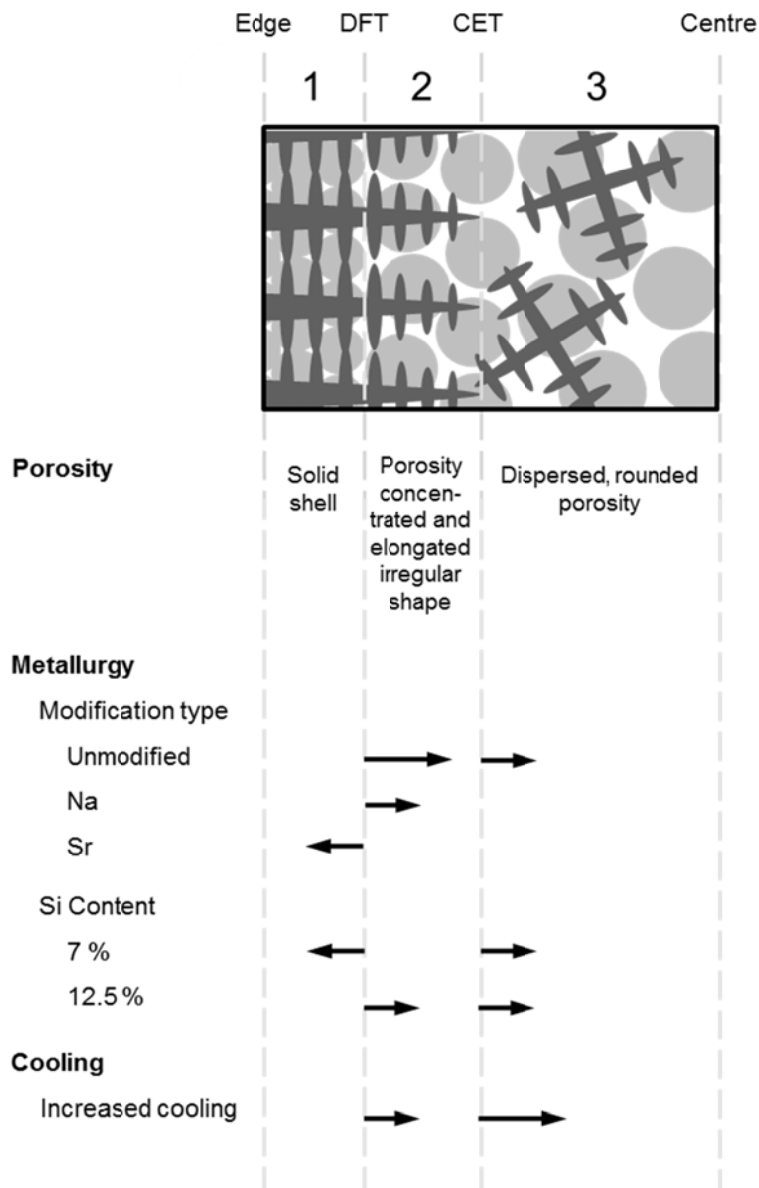 Edge DFT CET Centre
1 2 3
Porosity
Solid
shell
Porosity
concen-
trated and
elongated
irregular
shape
Dispersed, rounded
porosity
Metallurgy
Modification type
Unmodified
Na
Sr
Si Content
7 %
12.5 %
Cooling
Increased cooling